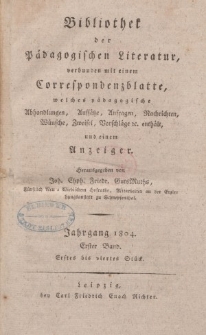 Bibliothek
der
Pädagogischen Literatur,
verbunden mit einem
Correspondenzblatte,
welches pädagogische
Abhandlungen, Aufsätze, Anfragen, Nachrichten,
Wünsche, Zweifel, Vorschläge ec. enthält,
und einem
Anzeiger.
Herausgegeben von
Joh. Chph. Friedr. GutsMuths,
Jahrgang 1804.
Erster Band.
Erstes bis viertes Stück.
Leipzig,
bey Carl Friedrich Enoch Richter.